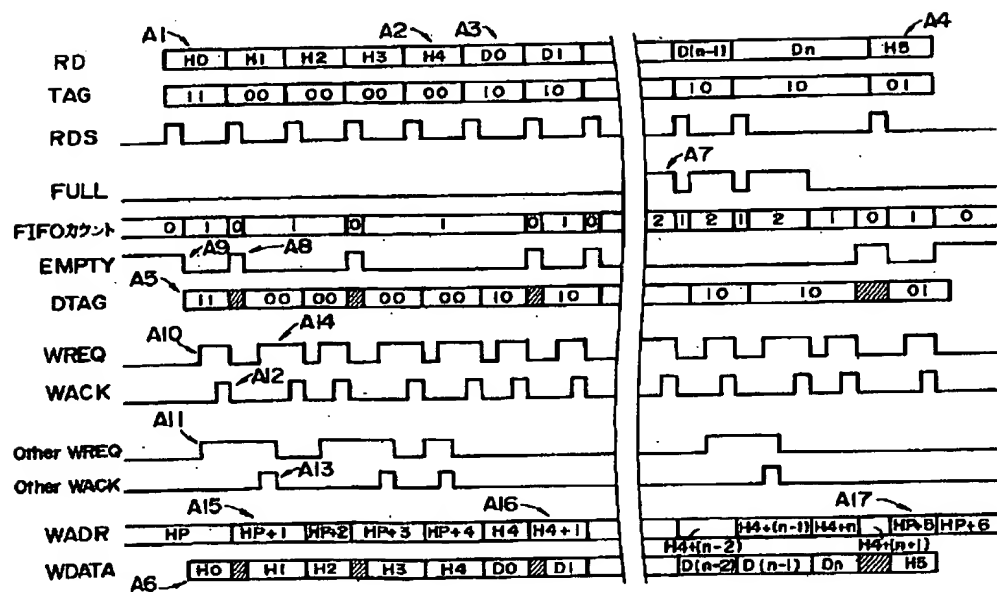 A1 A2 A3 A4
RD H0 H1 H2 H3 H4 D0 D1 D(n-1) Dn H5
TAG 11 00 00 00 00 10 10 10 10 01
RDS
A7
FULL
FIFOカウント 0 1 0 1 0 1 0 1 0 2 1 2 1 2 1 0 1 0
A9 A8
EMPTY
A5
DTAG 11 00 00 00 00 10 10 10 10 01
A10 A14
WREQ
A12
WACK
A11
Other WREQ
A13
Other WACK
A15 A16 A17
WADR HP HP+1 HP+2 HP+3 HP+4 H4 H4+1 H4+(n-1) H4+n HP+5 HP+6
H4+(n-2) H4+(n+1)
WDATA H0 H1 H2 H3 H4 D0 D1 D(n-2) D(n-1) Dn H5
A6